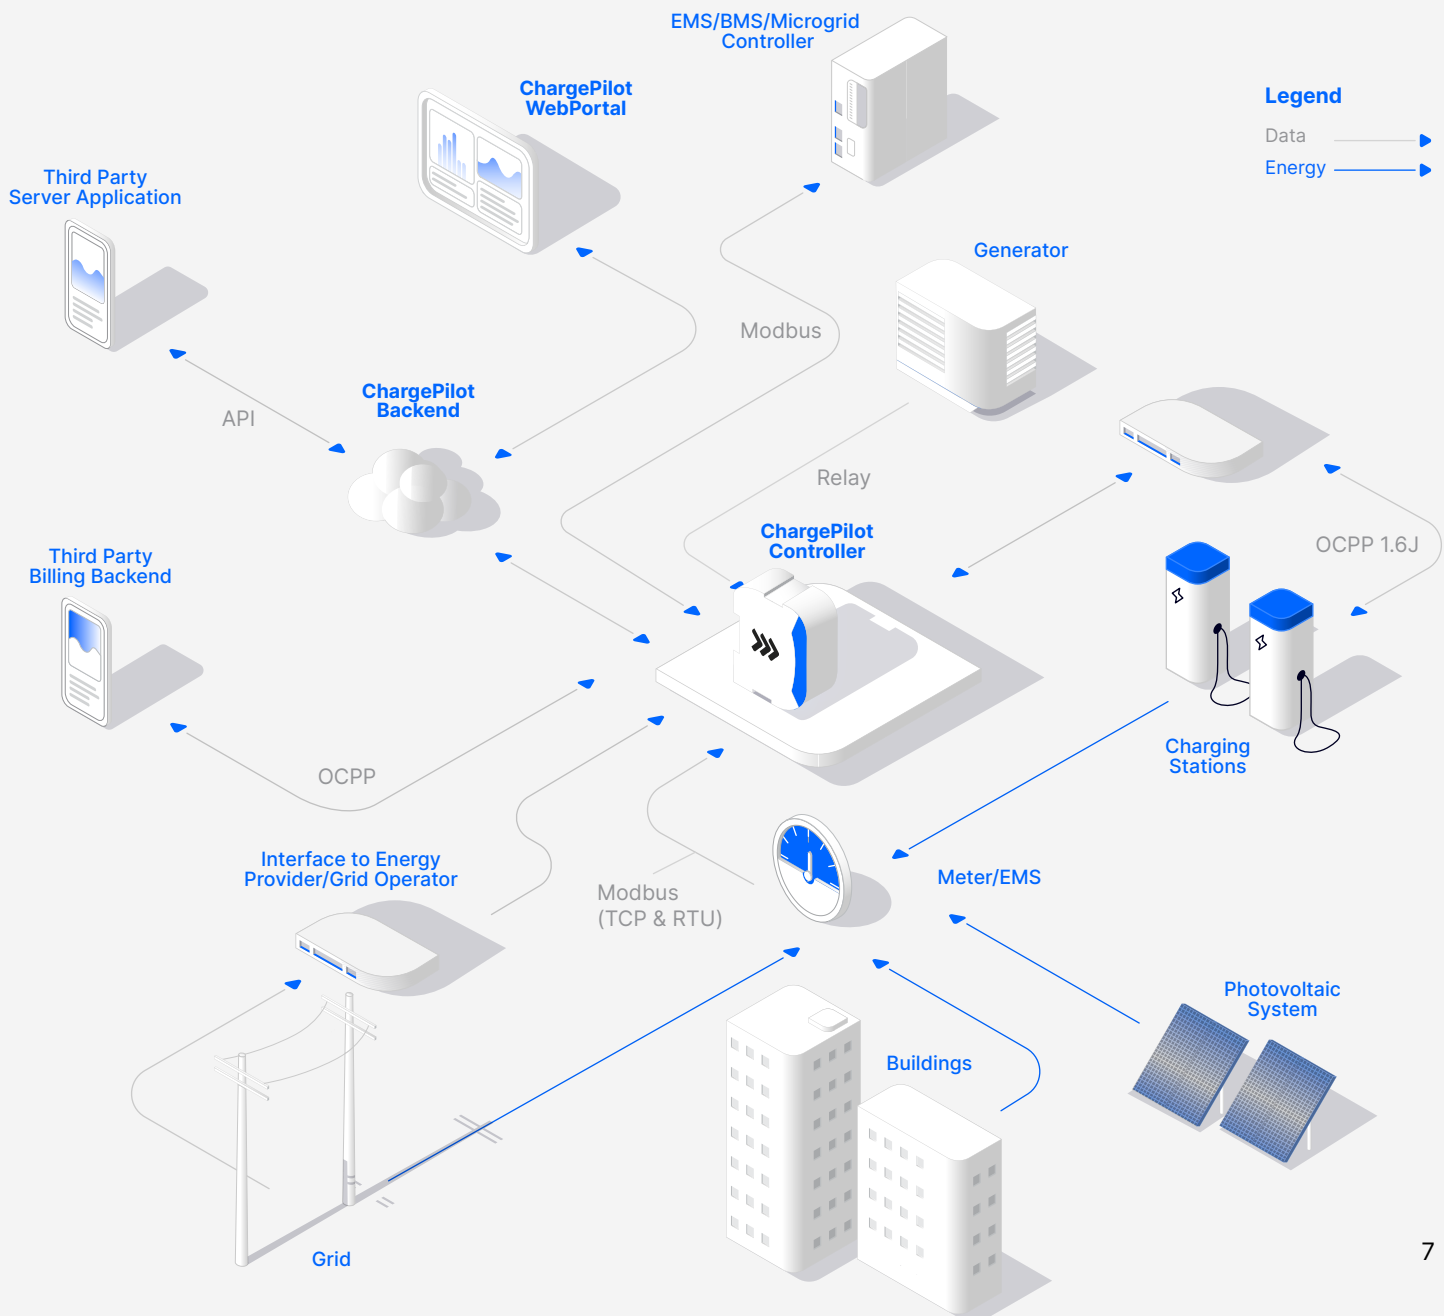 EMS/BMS/Microgrid
Controller
ChargePilot
WebPortal
Legend
Data
Energy
Third Party
Server Application
Generator
Modbus
ChargePilot
Backend
API
Relay
ChargePilot
Controller
OCPP 1.6J
Third Party
Billing Backend
Charging
Stations
OCPP
Interface to Energy
Provider/Grid Operator
Meter/EMS
Modbus
(TCP & RTU)
Photovoltaic
System
Buildings
Grid
7